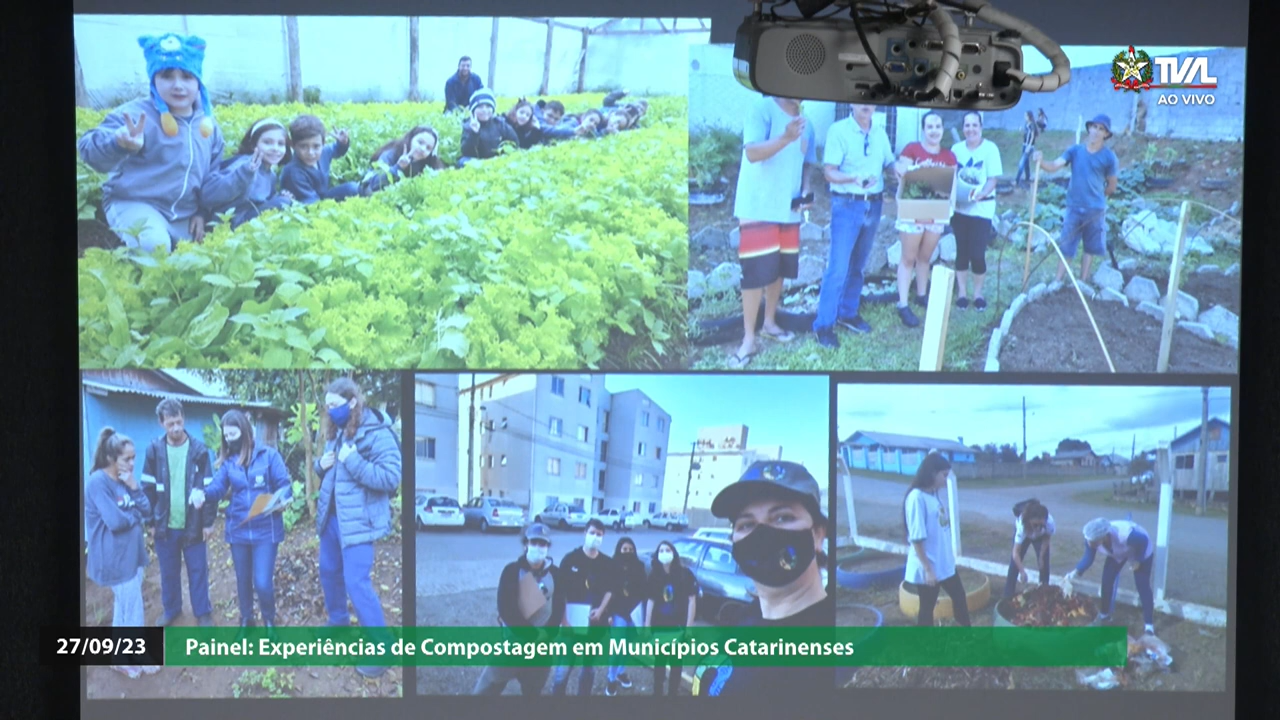 TVAL
AO VIVO
27/09/23 Painel: Experiências de Compostagem em Municípios Catarinenses